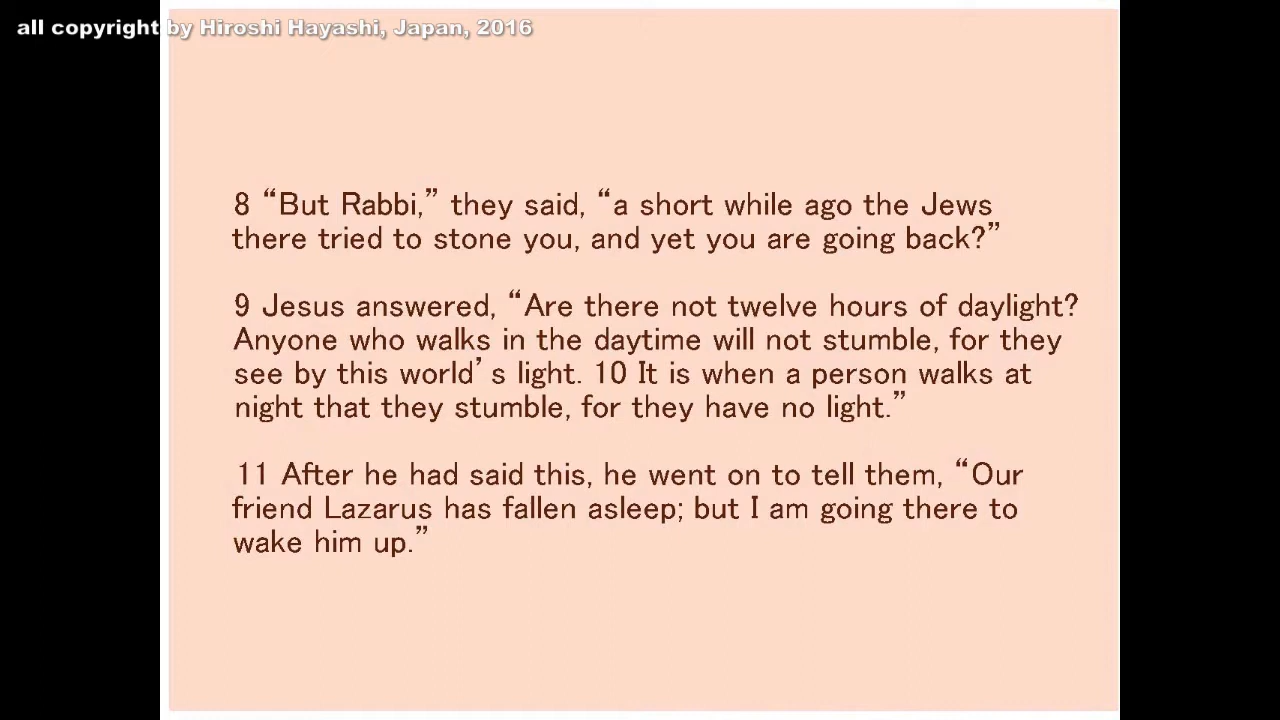 all copyright by Hiroshi Hayashi, Japan, 2016
8 “But Rabbi,” they said, “a short while ago the Jews
there tried to stone you, and yet you are going back?”
9 Jesus answered, “Are there not twelve hours of daylight?
Anyone who walks in the daytime will not stumble, for they
see by this world’s light. 10 It is when a person walks at
night that they stumble, for they have no light.”
11 After he had said this, he went on to tell them, “Our
friend Lazarus has fallen asleep; but I am going there to
wake him up.”